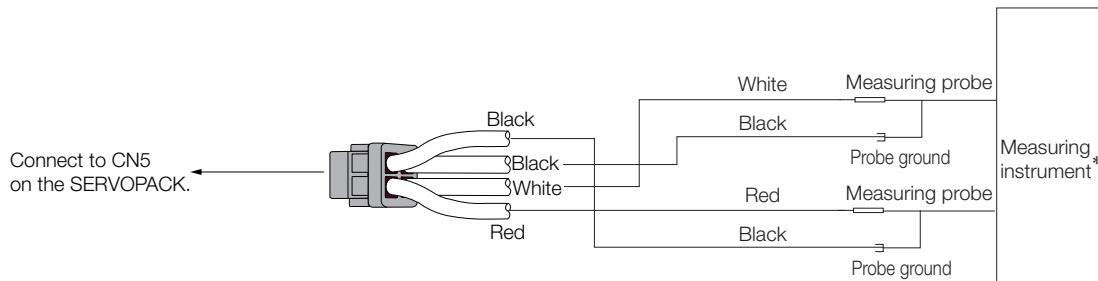 White
Measuring probe
Black
Black
Probe ground
Connect to CN5
on the SERVOPACK.
Black
White
Measuring
instrument*
Red
Measuring probe
Red
Black
Probe ground